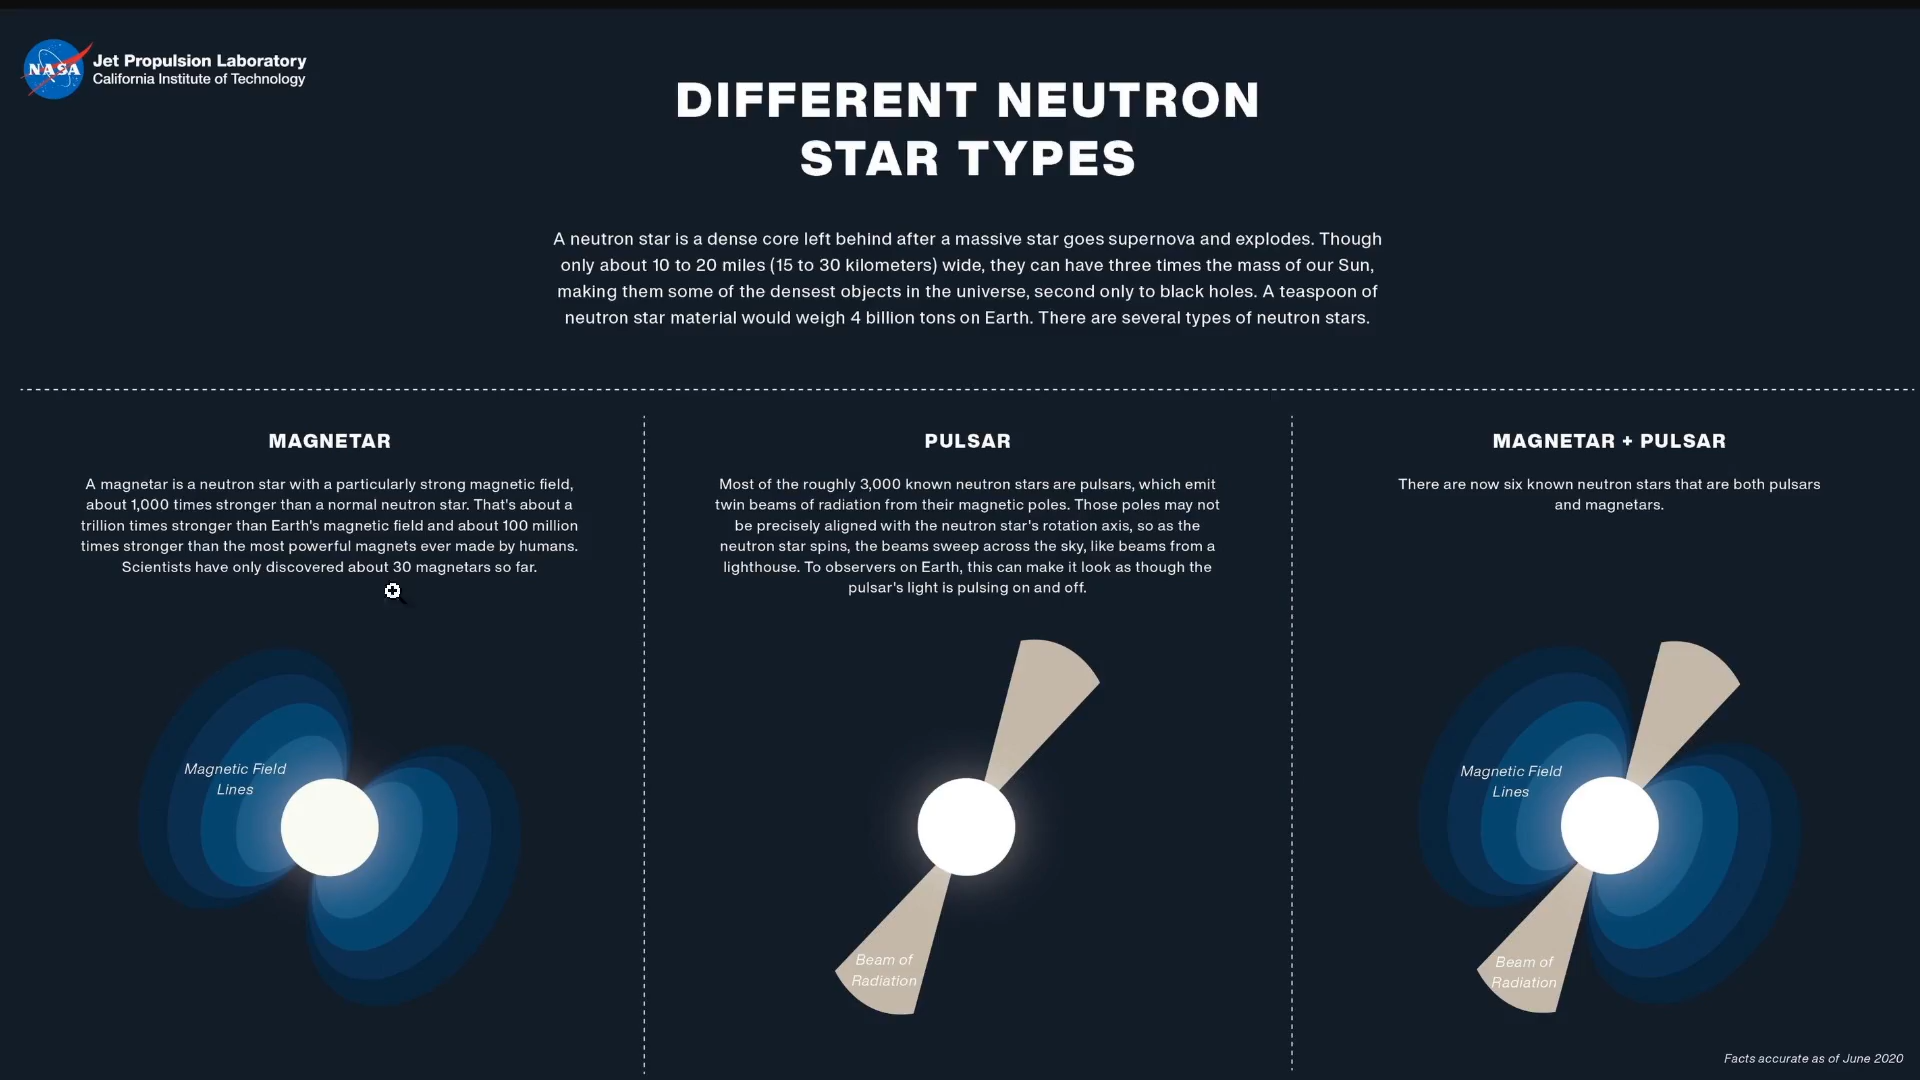 NASA
Jet Propulsion Laboratory
California Institute of Technology
DIFFERENT NEUTRON
STAR TYPES
A neutron star is a dense core left behind after a massive star goes supernova and explodes. Though
only about 10 to 20 miles (15 to 30 kilometers) wide, they can have three times the mass of our Sun,
making them some of the densest objects in the universe, second only to black holes. A teaspoon of
neutron star material would weigh 4 billion tons on Earth. There are several types of neutron stars.
MAGNETAR
A magnetar is a neutron star with a particularly strong magnetic field,
about 1,000 times stronger than a normal neutron star. That's about a
trillion times stronger than Earth's magnetic field and about 100 million
times stronger than the most powerful magnets ever made by humans.
Scientists have only discovered about 30 magnetars so far.
Magnetic Field
Lines
PULSAR
Most of the roughly 3,000 known neutron stars are pulsars, which emit
twin beams of radiation from their magnetic poles. Those poles may not
be precisely aligned with the neutron star's rotation axis, so as the
neutron star spins, the beams sweep across the sky, like beams from a
lighthouse. To observers on Earth, this can make it look as though the
pulsar's light is pulsing on and off.
Beam of
Radiation
MAGNETAR + PULSAR
There are now six known neutron stars that are both pulsars
and magnetars.
Magnetic Field
Lines
Beam of
Radiation
Facts accurate as of June 2020